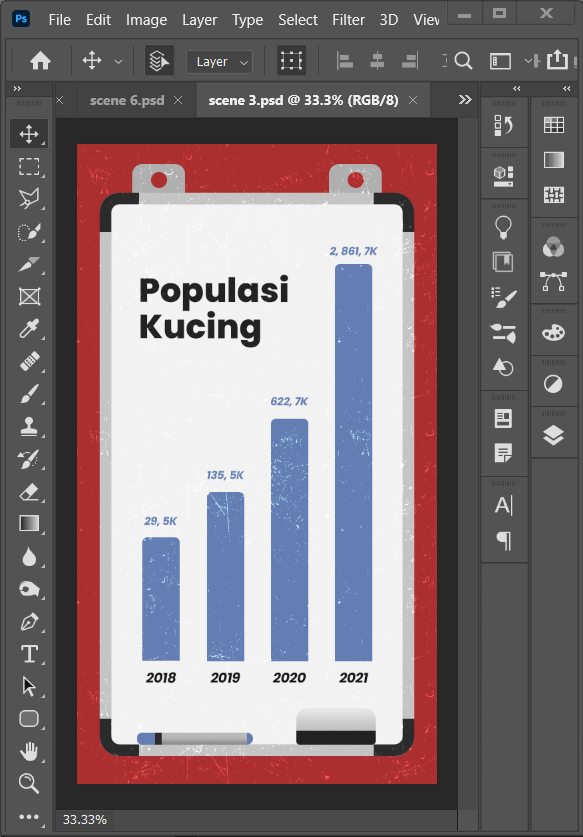 Ps File Edit Image Layer Type Select Filter 3D View
Layer
scene 6.psd scene 3.psd @ 33.3% (RGB/8)
2, 861, 7K
Populasi
Kucing
622, 7K
135, 5K
29, 5K
2018 2019 2020 2021
33.33%